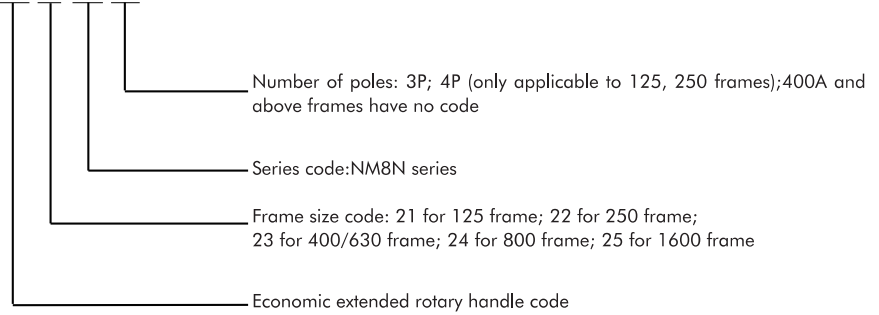 Number of poles: 3P; 4P (only applicable to 125, 250 frames);400A and
above frames have no code
Series code:NM8N series
Frame size code: 21 for 125 frame; 22 for 250 frame;
23 for 400/630 frame; 24 for 800 frame; 25 for 1600 frame
Economic extended rotary handle code